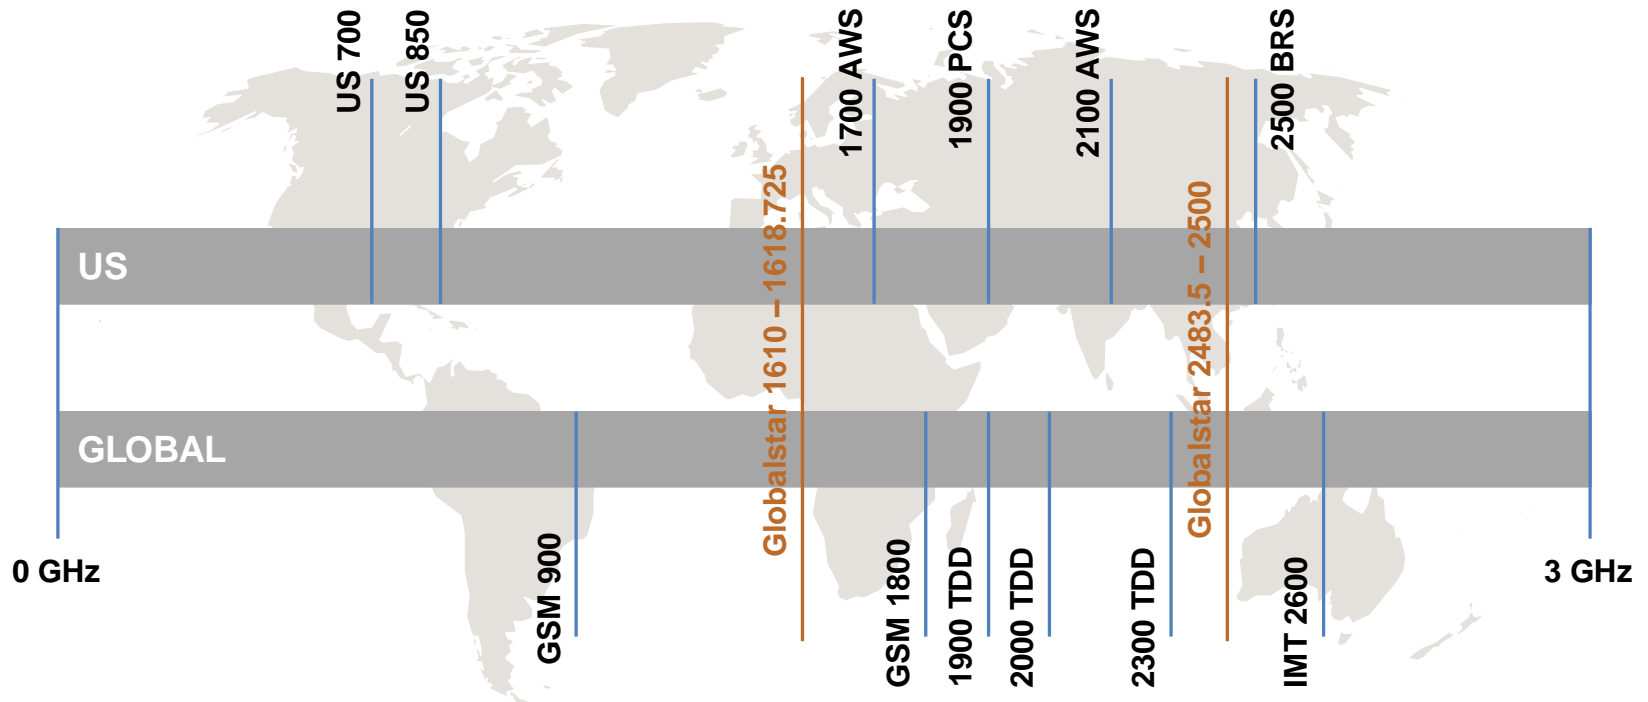 US 700
US 850
1700 AWS
1900 PCS
2100 AWS
2500 BRS
Globalstar 1610 – 1618.725
Globalstar 2483.5 – 2500
US
GLOBAL
0 GHz
3 GHz
GSM 900
GSM 1800
1900 TDD
2000 TDD
2300 TDD
IMT 2600